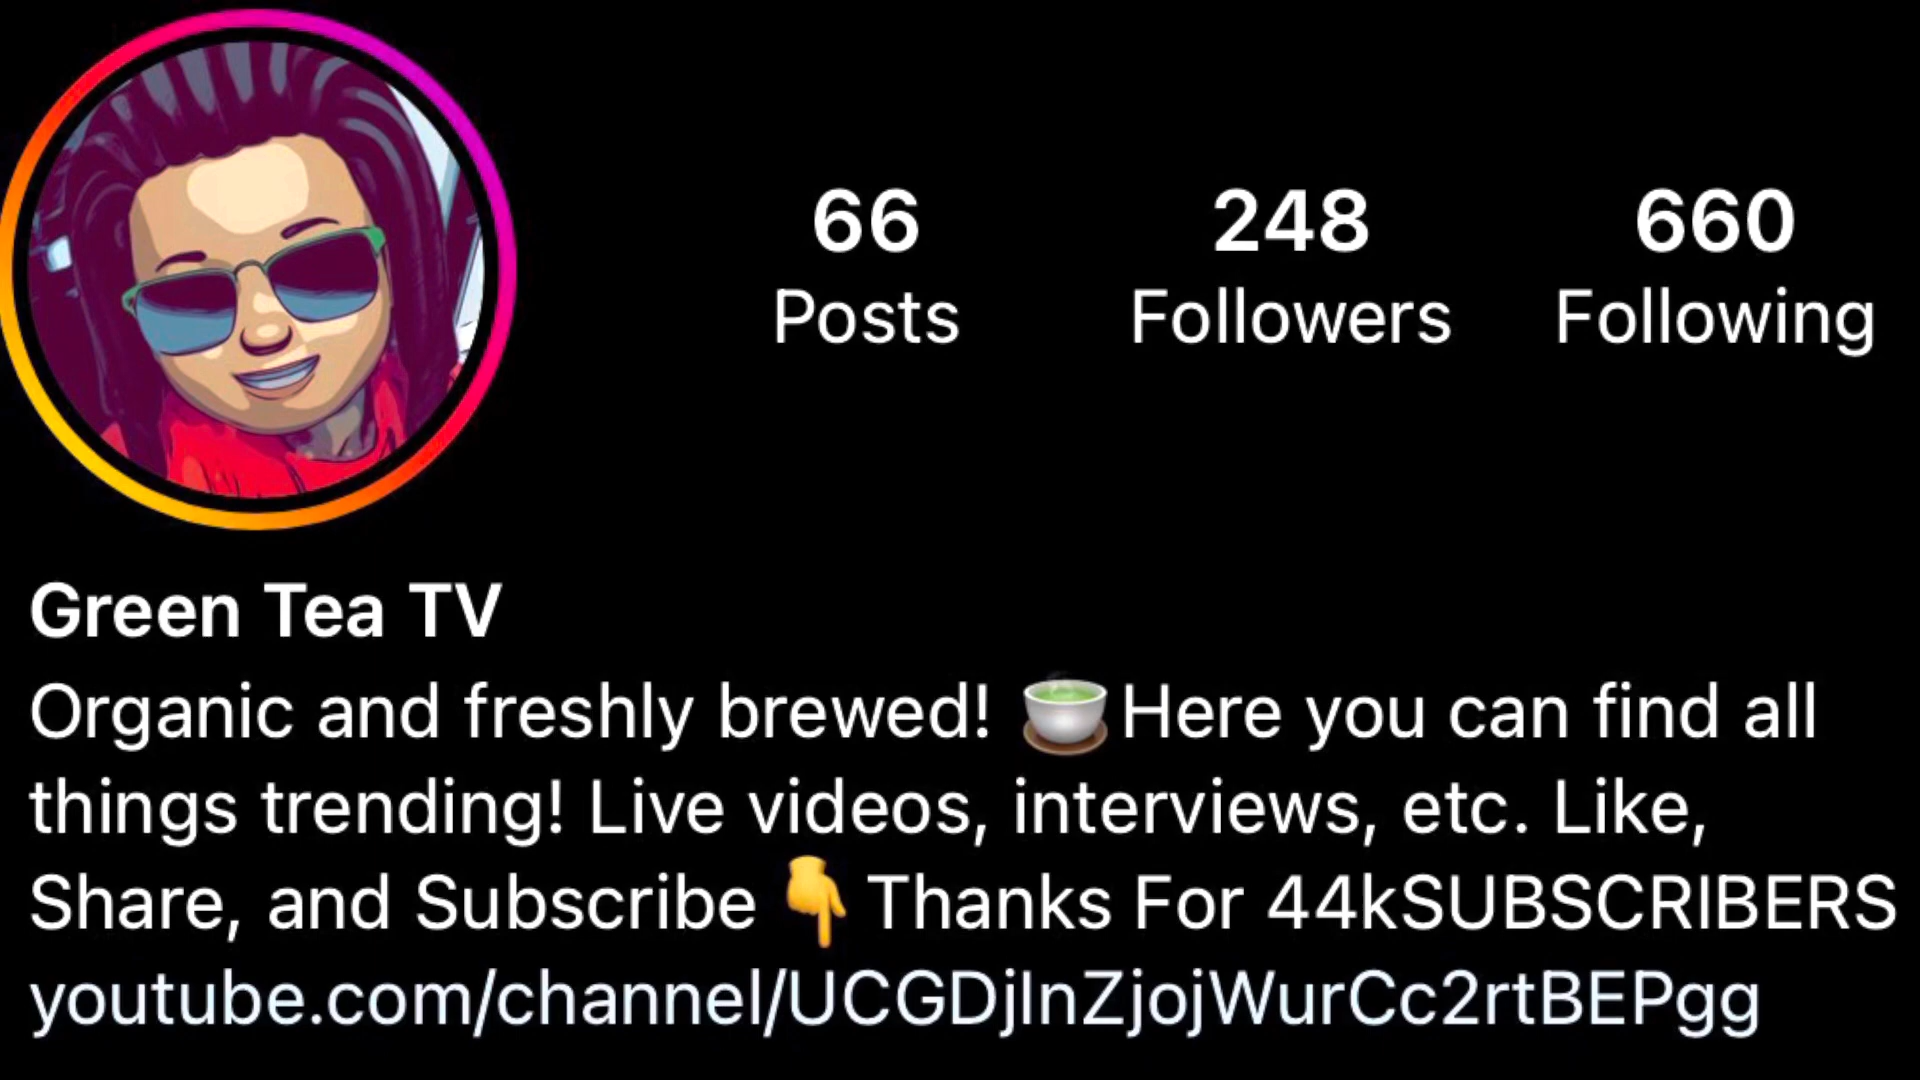 66 248 660
Posts Followers Following
Green Tea TV
Organic and freshly brewed! 🍵Here you can find all
things trending! Live videos, interviews, etc. Like,
Share, and Subscribe 👇Thanks For 44kSUBSCRIBERS
youtube.com/channel/UCGDjInZjojWurCc2rtBEPgg